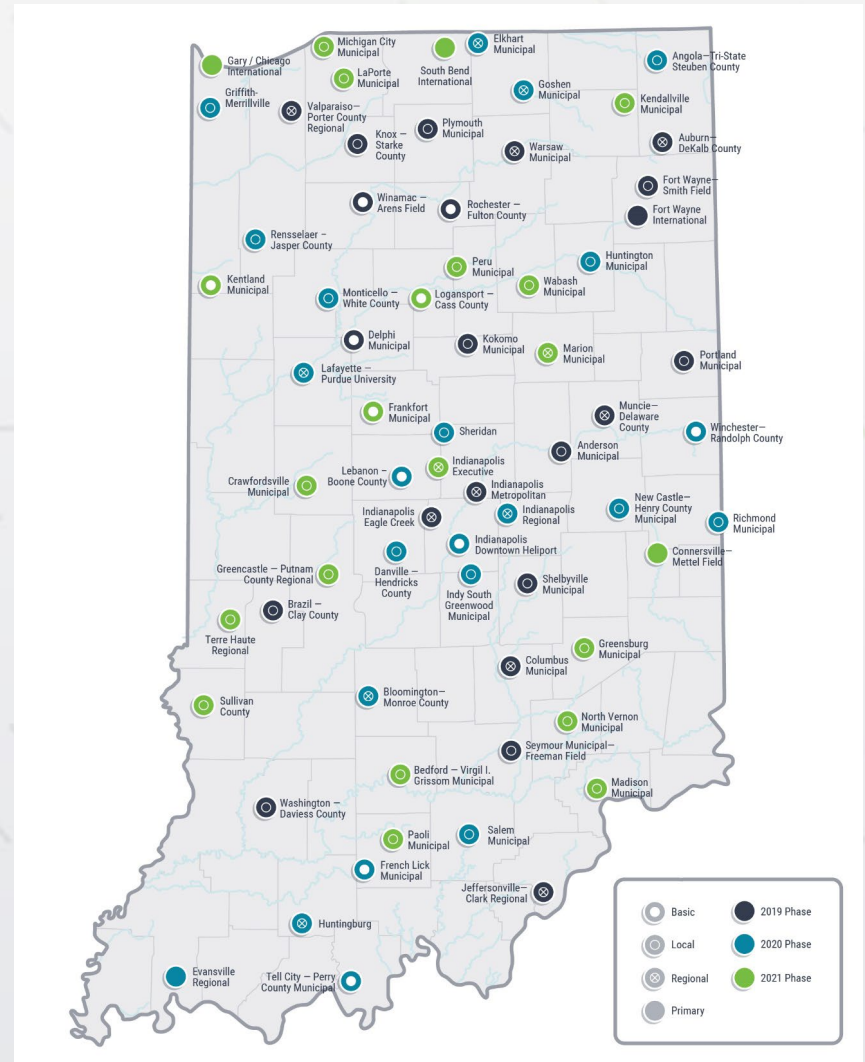 Michigan City
Municipal
Elkhart
Municipal
Gary / Chicago
International
South Bend
International
Angola—Tri-State
Steuben County
LaPorte
Municipal
Griffith-
Merrillville
Goshen
Municipal
Kendallville
Municipal
Valparaiso—
Porter County
Regional
Plymouth
Municipal
Knox —
Starke
County
Warsaw
Municipal
Auburn—
DeKalb County
Fort Wayne—
Smith Field
Winamac —
Arens Field
Rochester —
Fulton County
Fort Wayne
International
Rensselaer –
Jasper County
Peru
Municipal
Huntington
Municipal
Kentland
Municipal
Monticello —
White County
Logansport —
Cass County
Wabash
Municipal
Delphi
Municipal
Kokomo
Municipal
Marion
Municipal
Portland
Municipal
Lafayette —
Purdue University
Frankfort
Municipal
Muncie—
Delaware
County
Sheridan
Winchester—
Randolph County
Anderson
Municipal
Lebanon –
Boone County
Indianapolis
Executive
Crawfordsville
Municipal
Indianapolis
Metropolitan
Indianapolis
Eagle Creek
Indianapolis
Regional
New Castle—
Henry County
Municipal
Richmond
Municipal
Indianapolis
Downtown Heliport
Connersville—
Mettel Field
Greencastle — Putnam
County Regional
Danville —
Hendricks
County
Indy South
Greenwood
Municipal
Shelbyville
Municipal
Brazil —
Clay County
Terre Haute
Regional
Greensburg
Municipal
Columbus
Municipal
Sullivan
County
Bloomington—
Monroe County
North Vernon
Municipal
Seymour Municipal—
Freeman Field
Bedford — Virgil I.
Grissom Municipal
Madison
Municipal
Washington —
Daviess County
Paoli
Municipal
Salem
Municipal
French Lick
Municipal
Jeffersonville—
Clark Regional
Huntingburg
Evansville
Regional
Tell City — Perry
County Municipal
Basic
2019 Phase
Local
2020 Phase
Regional
2021 Phase
Primary